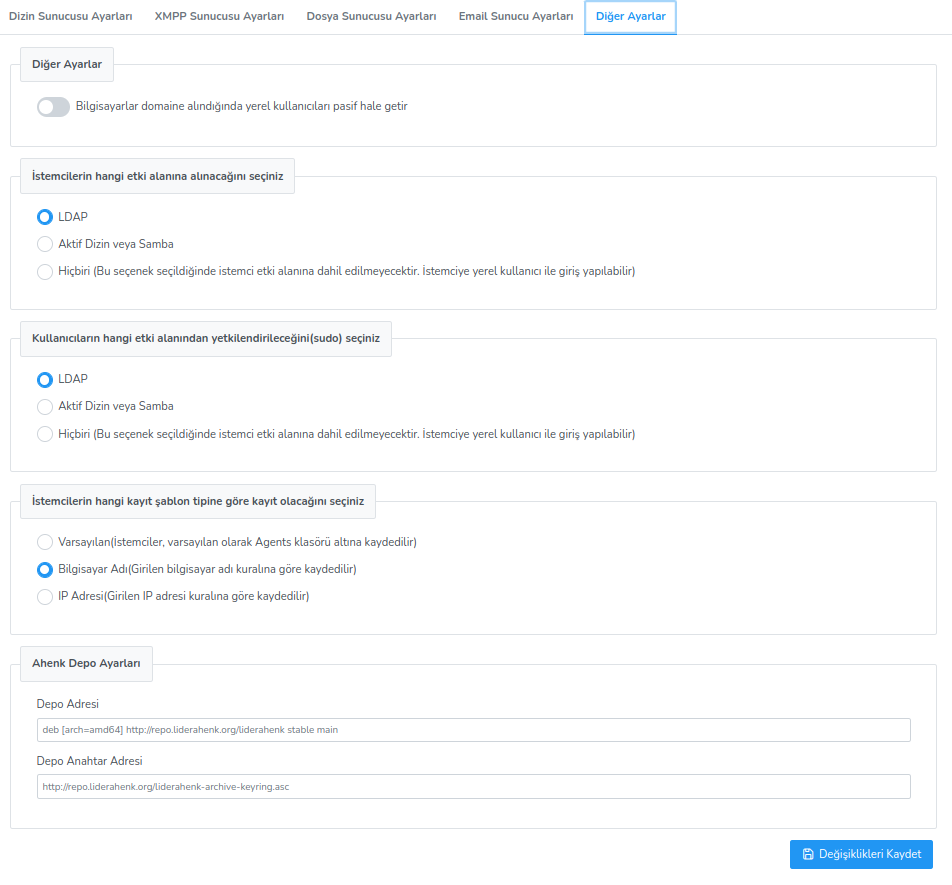 Dizin Sunucusu Ayarları XMPP Sunucusu Ayarları Dosya Sunucusu Ayarları Email Sunucu Ayarları Diğer Ayarlar
Diğer Ayarlar
Bilgisayarlar domaine alındığında yerel kullanıcıları pasif hale getir
İstemcilerin hangi etki alanına alınacağını seçiniz
LDAP
Aktif Dizin veya Samba
Hiçbiri (Bu seçenek seçildiğinde istemci etki alanına dahil edilmeyecektir. İstemciye yerel kullanıcı ile giriş yapılabilir)
Kullanıcıların hangi etki alanından yetkilendirileceğini(sudo) seçiniz
LDAP
Aktif Dizin veya Samba
Hiçbiri (Bu seçenek seçildiğinde istemci etki alanına dahil edilmeyecektir. İstemciye yerel kullanıcı ile giriş yapılabilir)
İstemcilerin hangi kayıt şablon tipine göre kayıt olacağını seçiniz
Varsayılan(İstemciler, varsayılan olarak Agents klasörü altına kaydedilir)
Bilgisayar Adı(Girilen bilgisayar adı kuralına göre kaydedilir)
IP Adresi(Girilen IP adresi kuralına göre kaydedilir)
Ahenk Depo Ayarları
Depo Adresi
deb [arch=amd64] http://repo.liderahenk.org/liderahenk stable main
Depo Anahtar Adresi
http://repo.liderahenk.org/liderahenk-archive-keyring.asc
Değişiklikleri Kaydet